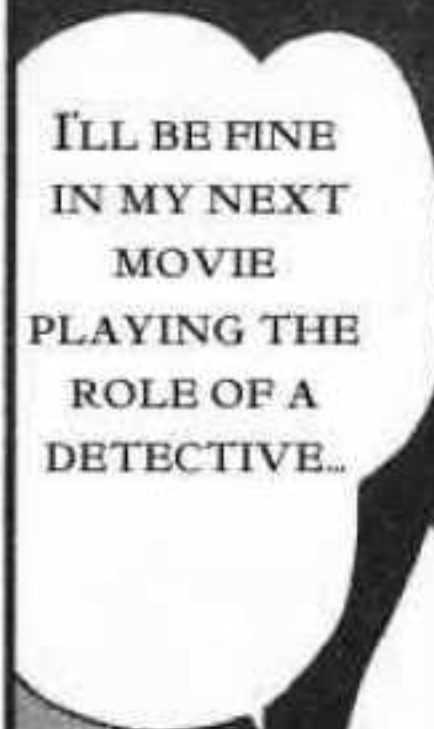 I'LL BE FINE
IN MY NEXT
MOVIE
PLAYING THE
ROLE OF A
DETECTIVE...